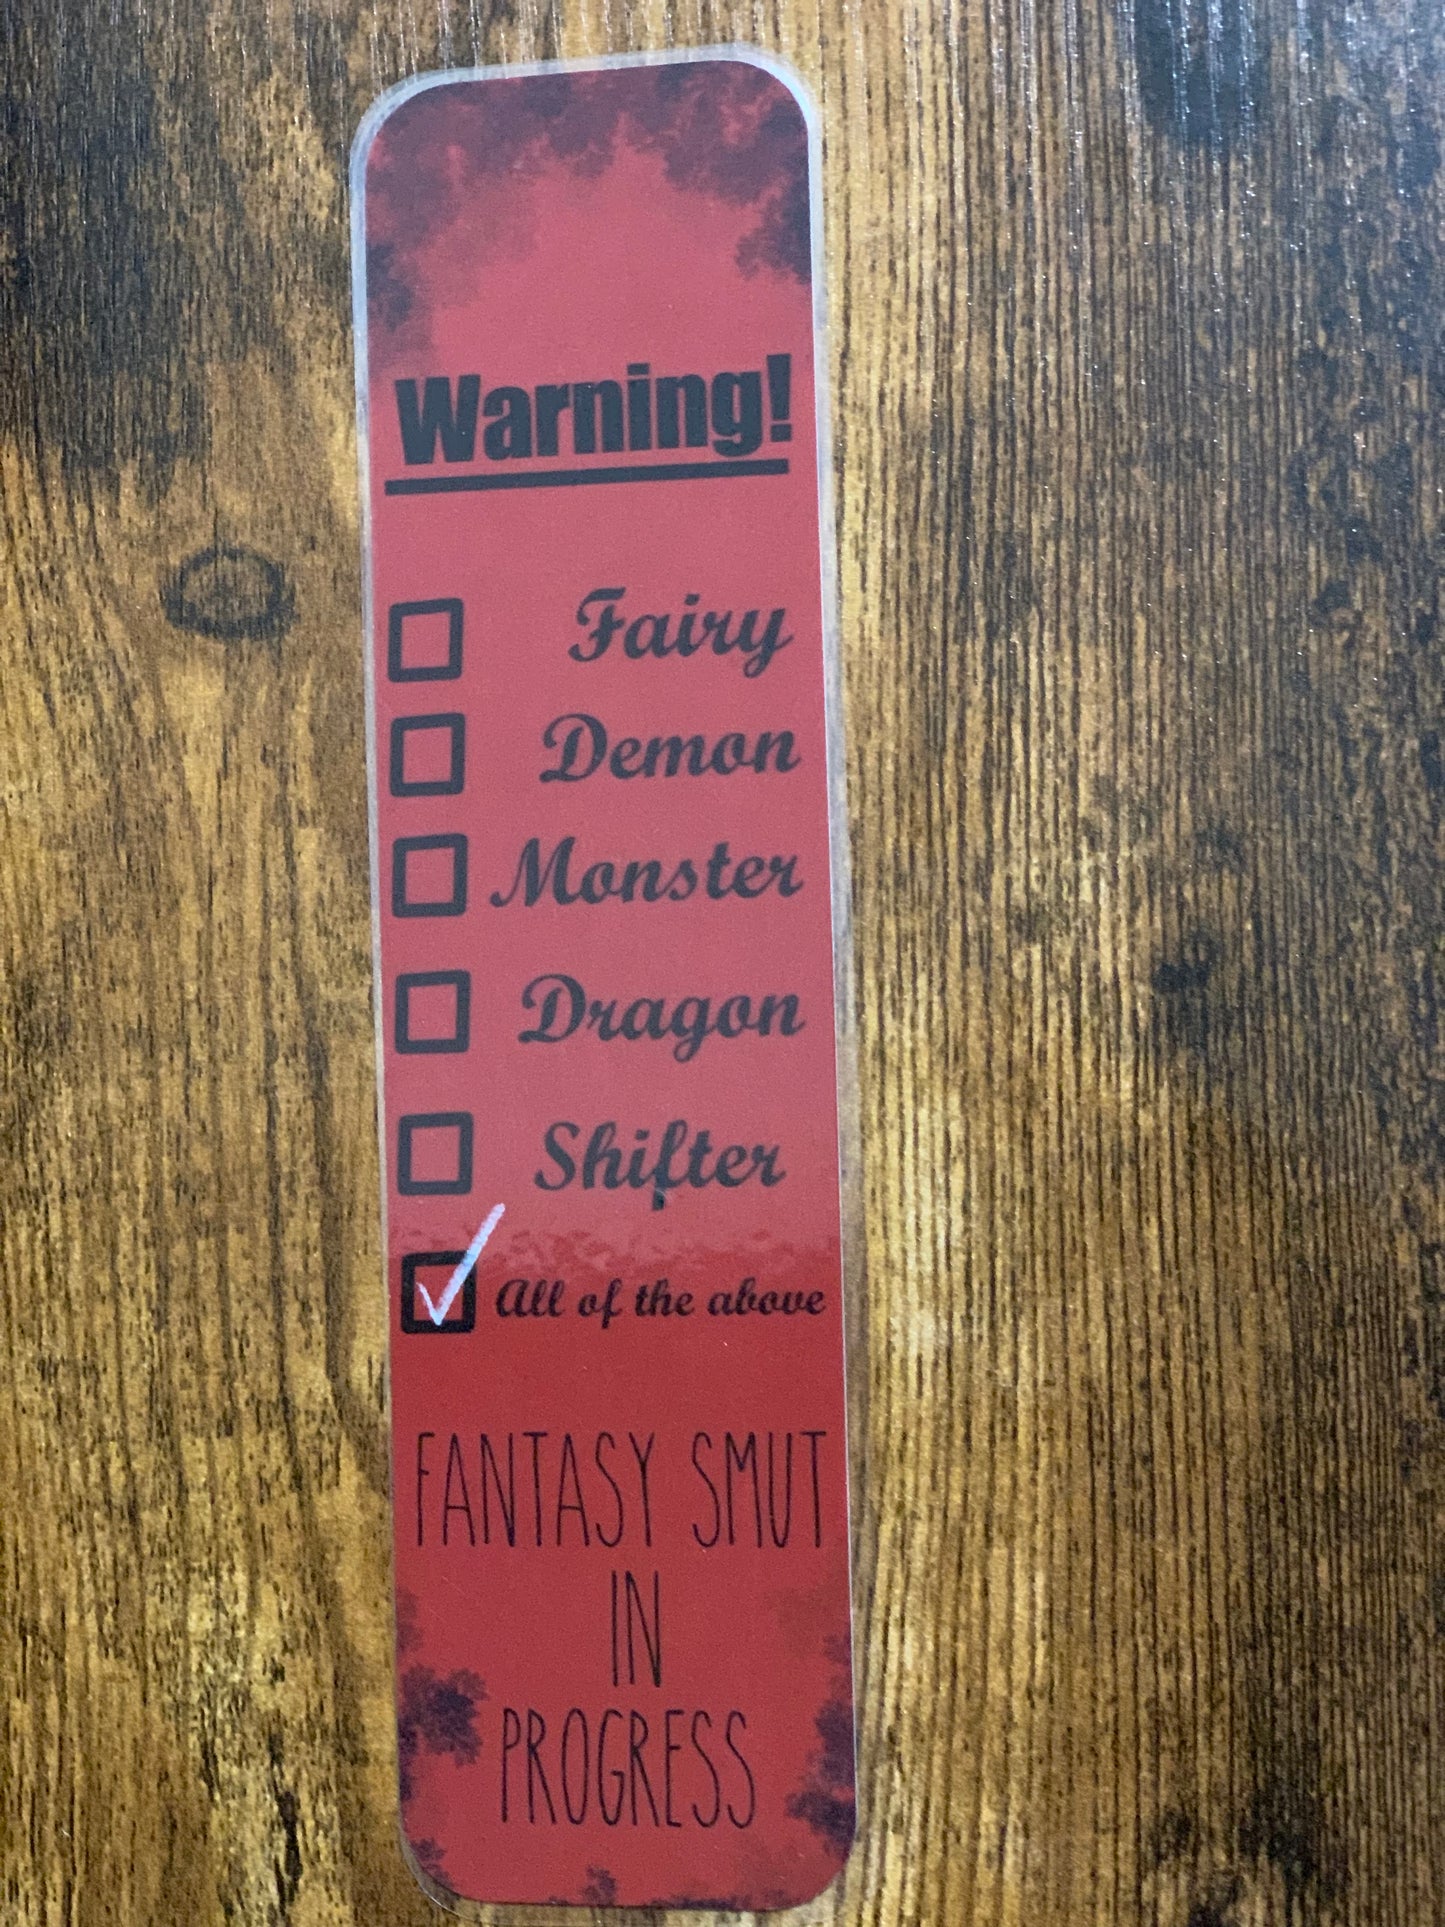 Warning!
Fairy
Demon
Monster
Dragon
Shifter
All of the above
FANTASY SMUT
IN
PROGRESS